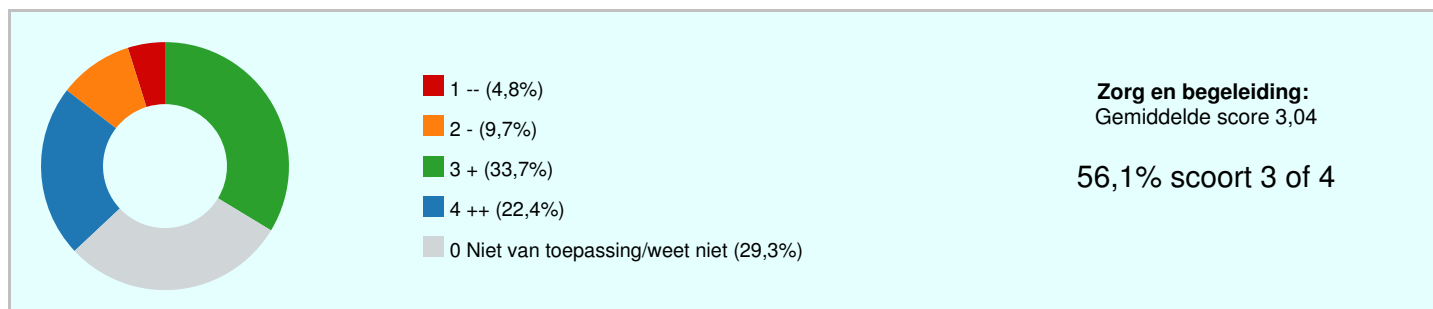 1 -- (4,8%)
2 - (9,7%)
3 + (33,7%)
4 ++ (22,4%)
0 Niet van toepassing/weet niet (29,3%)
Zorg en begeleiding:
Gemiddelde score 3,04
56,1% scoort 3 of 4